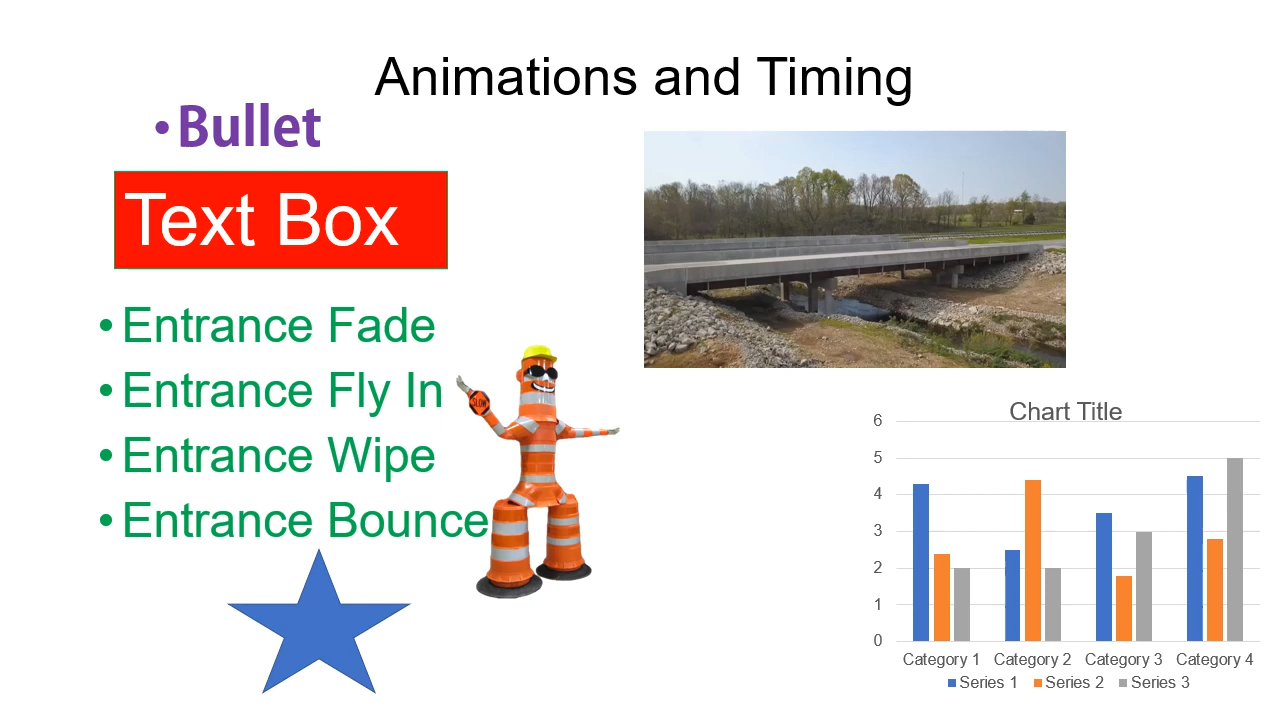 Animations and Timing
• Bullet
Text Box
• Entrance Fade
• Entrance Fly In
• Entrance Wipe
• Entrance Bounce
SLOW
Chart Title
6
5
4
3
2
1
0
Category 1 Category 2 Category 3 Category 4
Series 1 Series 2 Series 3